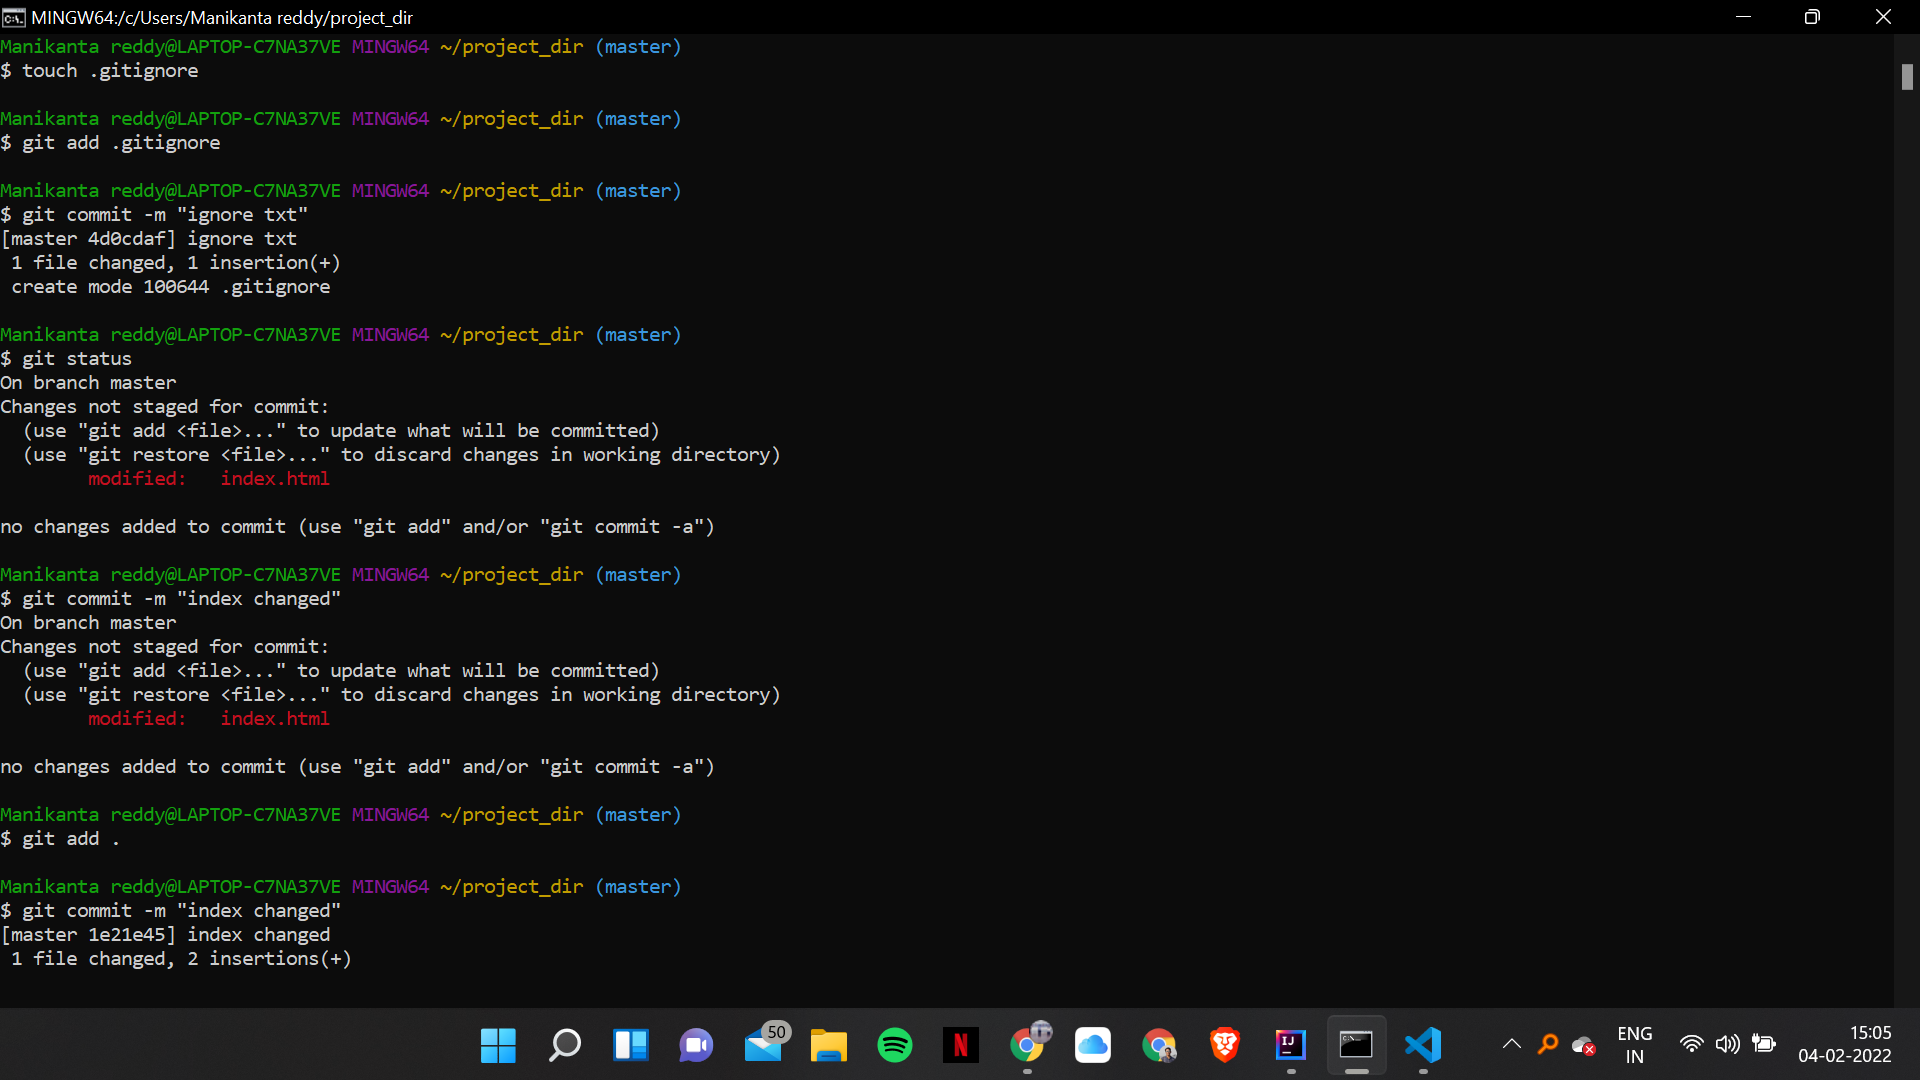 MINGW64:/c/Users/Manikanta reddy/project_dir
Manikanta reddy@LAPTOP-C7NA37VE MINGW64 ~/project_dir (master)
$ touch .gitignore
Manikanta reddy@LAPTOP-C7NA37VE MINGW64 ~/project_dir (master)
$ git add .gitignore
Manikanta reddy@LAPTOP-C7NA37VE MINGW64 ~/project_dir (master)
$ git commit -m "ignore txt"
[master 4d0cdaf] ignore txt
 1 file changed, 1 insertion(+)
 create mode 100644 .gitignore
Manikanta reddy@LAPTOP-C7NA37VE MINGW64 ~/project_dir (master)
$ git status
On branch master
Changes not staged for commit:
  (use "git add <file>..." to update what will be committed)
  (use "git restore <file>..." to discard changes in working directory)
        modified:   index.html
no changes added to commit (use "git add" and/or "git commit -a")
Manikanta reddy@LAPTOP-C7NA37VE MINGW64 ~/project_dir (master)
$ git commit -m "index changed"
On branch master
Changes not staged for commit:
  (use "git add <file>..." to update what will be committed)
  (use "git restore <file>..." to discard changes in working directory)
        modified:   index.html
no changes added to commit (use "git add" and/or "git commit -a")
Manikanta reddy@LAPTOP-C7NA37VE MINGW64 ~/project_dir (master)
$ git add .
Manikanta reddy@LAPTOP-C7NA37VE MINGW64 ~/project_dir (master)
$ git commit -m "index changed"
[master 1e21e45] index changed
 1 file changed, 2 insertions(+)
50
N
IJ
ENG
IN
15:05
04-02-2022